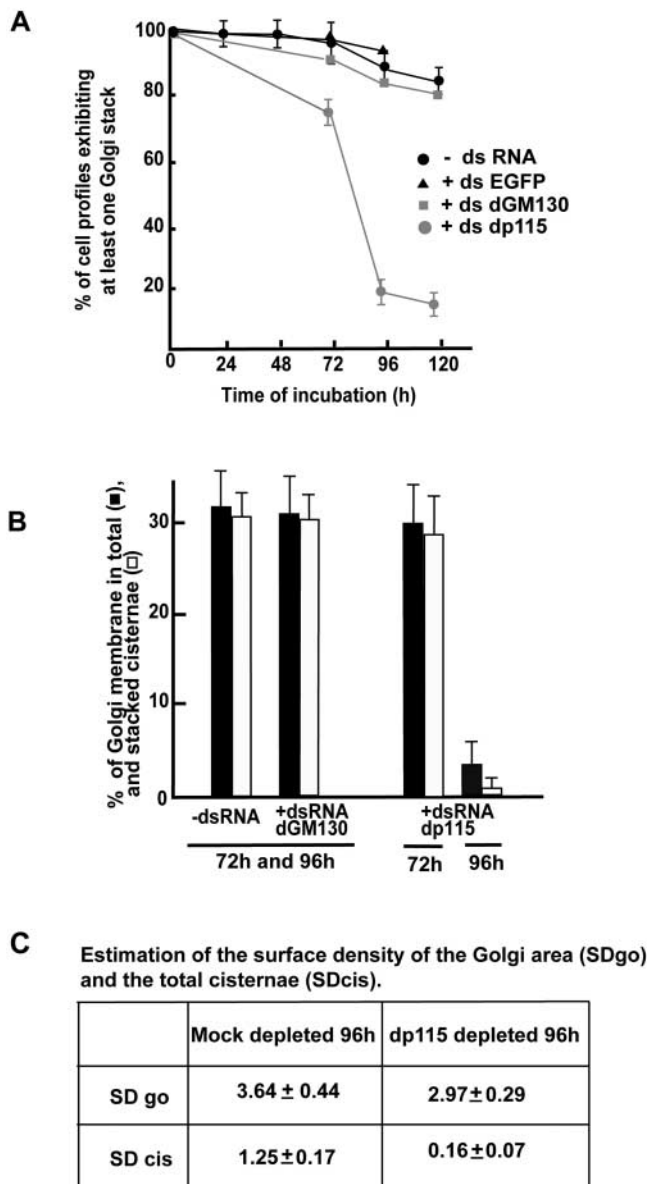 A
% of cell profiles exhibiting
at least one Golgi stack
100
80
60
40
20
0
24
48
72
96
120
Time of incubation (h)
- ds RNA
+ ds EGFP
+ ds dGM130
+ ds dp115
B
% of Golgi membrane in total (■),
and stacked cisternae (□)
30
20
10
0
-dsRNA
+dsRNA
dGM130
+dsRNA
dp115
72h and 96h
72h
96h
C
Estimation of the surface density of the Golgi area (SDgo)
and the total cisternae (SDcis).
Mock depleted 96h
dp115 depleted 96h
SD go
3.64 ± 0.44
2.97±0.29
SD cis
1.25±0.17
0.16±0.07